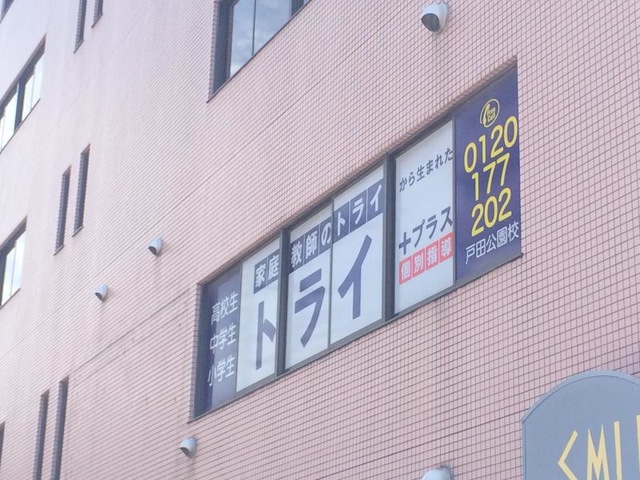 高校生
中学生
小学生
家庭教師のトライ
トライ
から生まれた
+プラス
個別指導
0120
177
202
戸田公園校